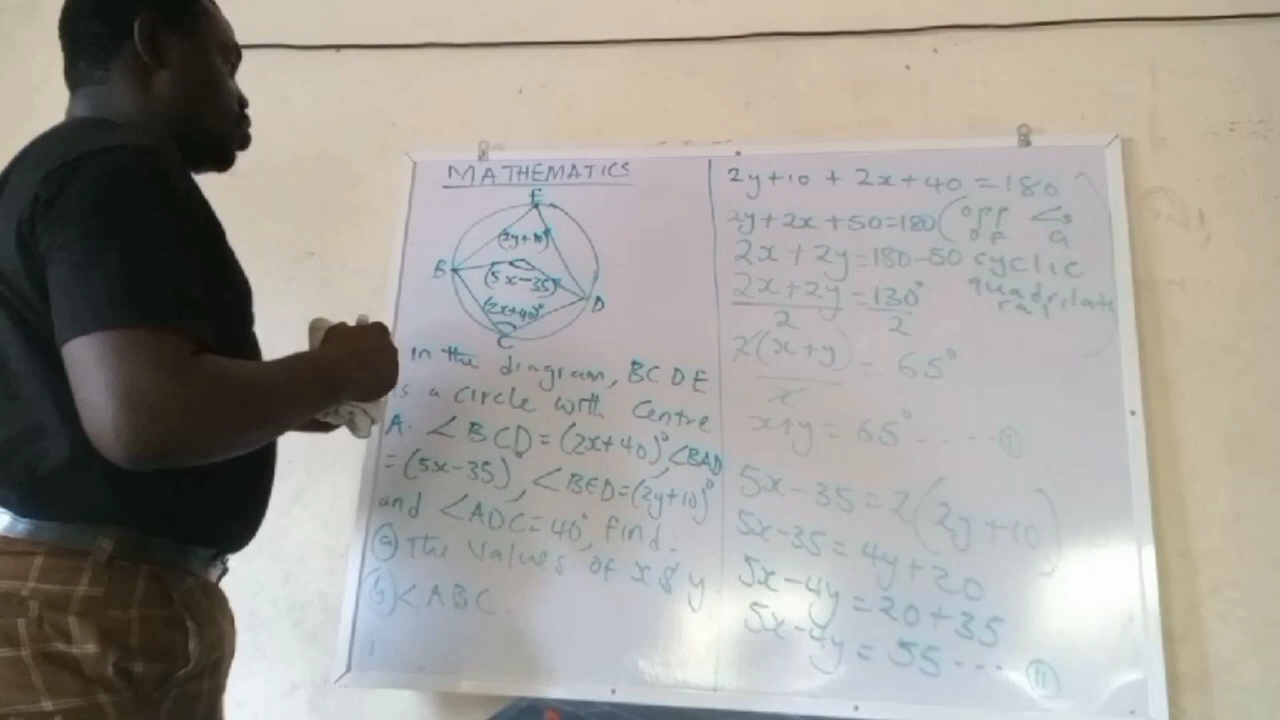 MATHEMATICS
E
(2y+10)°
B
(5x-35)
D
(2x+40)°
C
In the diagram, BCDE
is a circle with Centre
A. ∠BCD = (2x+40)°, ∠BAD
= (5x-35), ∠BED=(2y+10)°
and ∠ADC=40°, find:
(a) The values of x & y
(b) ∠ABC.
2y+10 + 2x+40 = 180
2y+2x+50=180 (opp ∠s
of a
2x+2y=180-50 cyclic
quadrilateral
2x+2y = 130°
2 2
2(x+y) = 65°
2
x+y = 65° ..... (i)
5x-35 = 2(2y+10)
5x-35 = 4y+20
5x-4y = 20+35
5x-4y = 55 .... (ii)